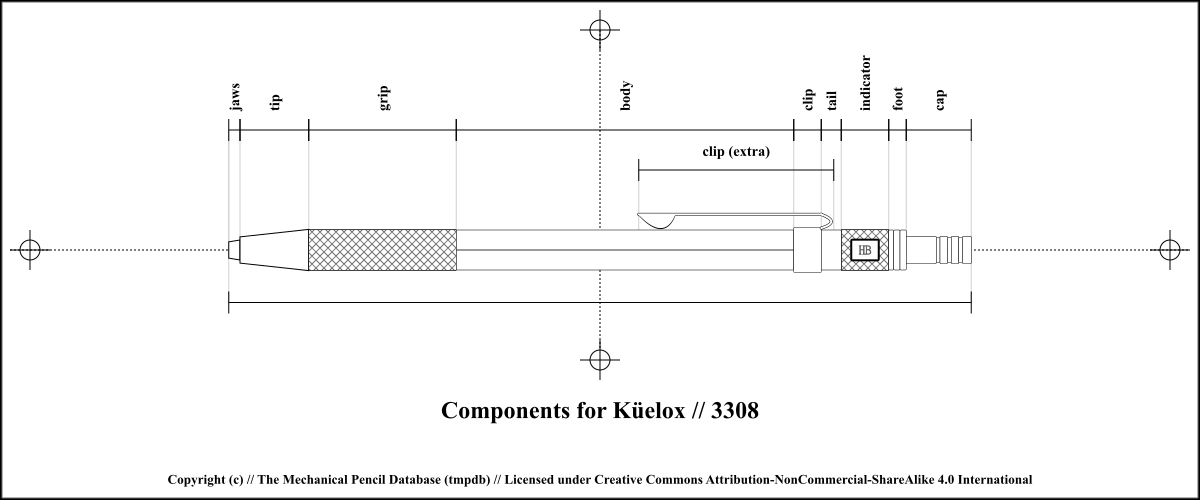 jaws
tip
grip
body
clip
tail
indicator
foot
cap
clip (extra)
HB
Components for Küelox // 3308
Copyright (c) // The Mechanical Pencil Database (tmpdb) // Licensed under Creative Commons Attribution-NonCommercial-ShareAlike 4.0 International